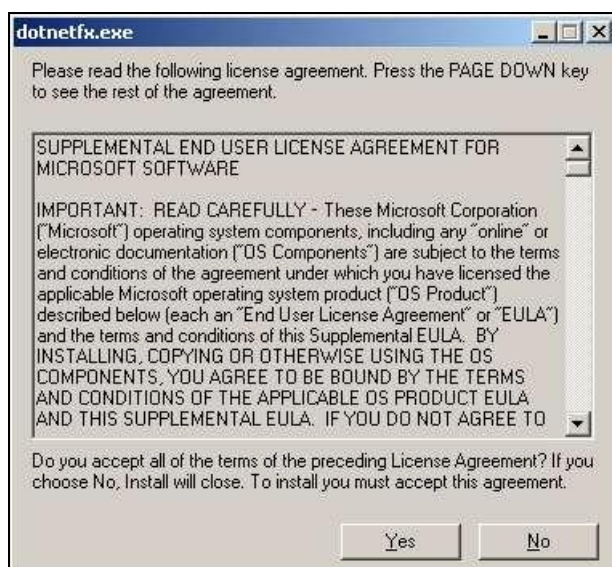 dotnetfx.exe
Please read the following license agreement. Press the PAGE DOWN key
to see the rest of the agreement.
SUPPLEMENTAL END USER LICENSE AGREEMENT FOR
MICROSOFT SOFTWARE
IMPORTANT: READ CAREFULLY - These Microsoft Corporation
("Microsoft") operating system components, including any "online" or
electronic documentation ("OS Components") are subject to the terms
and conditions of the agreement under which you have licensed the
applicable Microsoft operating system product ("OS Product")
described below (each an "End User License Agreement" or "EULA")
and the terms and conditions of this Supplemental EULA. BY
INSTALLING, COPYING OR OTHERWISE USING THE OS
COMPONENTS, YOU AGREE TO BE BOUND BY THE TERMS
AND CONDITIONS OF THE APPLICABLE OS PRODUCT EULA
AND THIS SUPPLEMENTAL EULA. IF YOU DO NOT AGREE TO
Do you accept all of the terms of the preceding License Agreement? If you
choose No, Install will close. To install you must accept this agreement.
Yes
No